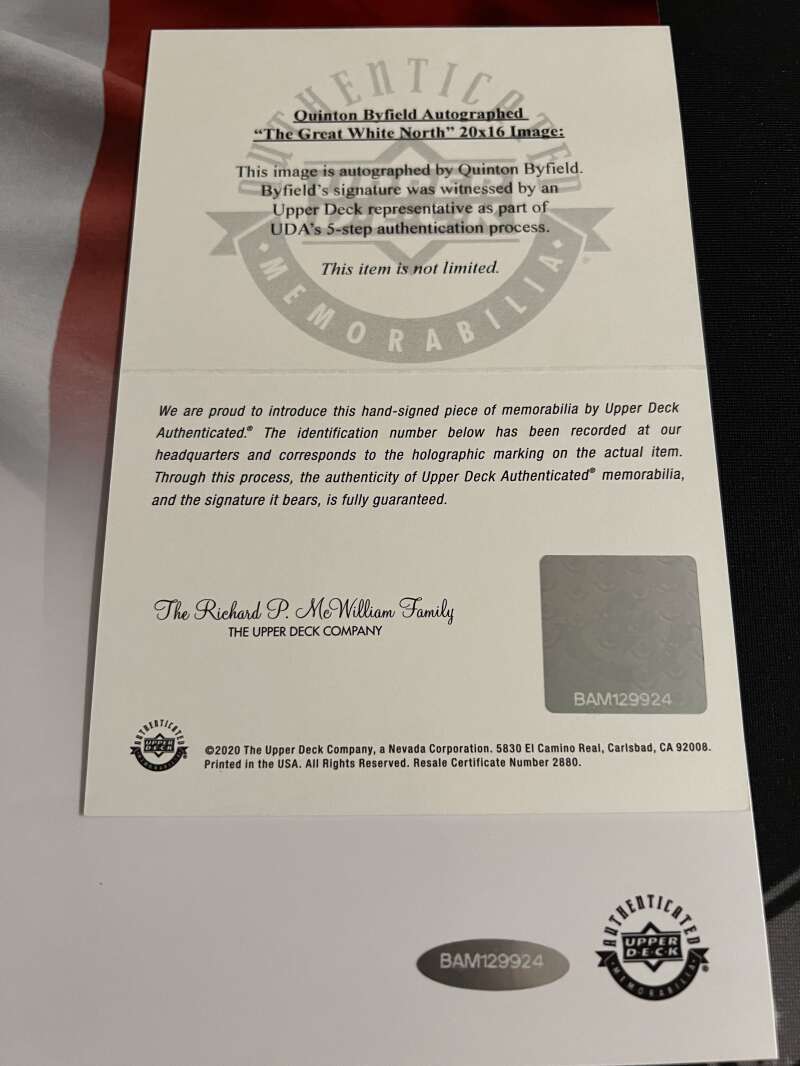 AUTHENTICATED
Quinton Byfield Autographed
“The Great White North” 20x16 Image:
This image is autographed by Quinton Byfield.
Byfield's signature was witnessed by an
Upper Deck representative as part of
UDA's 5-step authentication process.
This item is not limited.
MEMORABILIA
We are proud to introduce this hand-signed piece of memorabilia by Upper Deck
Authenticated.® The identification number below has been recorded at our
headquarters and corresponds to the holographic marking on the actual item.
Through this process, the authenticity of Upper Deck Authenticated® memorabilia,
and the signature it bears, is fully guaranteed.
The Richard P. McWilliam Family
THE UPPER DECK COMPANY
BAM129924
AUTHENTICATED
UPPER
DECK
MEMORABILIA
©2020 The Upper Deck Company, a Nevada Corporation. 5830 El Camino Real, Carlsbad, CA 92008.
Printed in the USA. All Rights Reserved. Resale Certificate Number 2880.
BAM129924
AUTHENTICATED
UPPER
D·E·C·K
MEMORABILIA